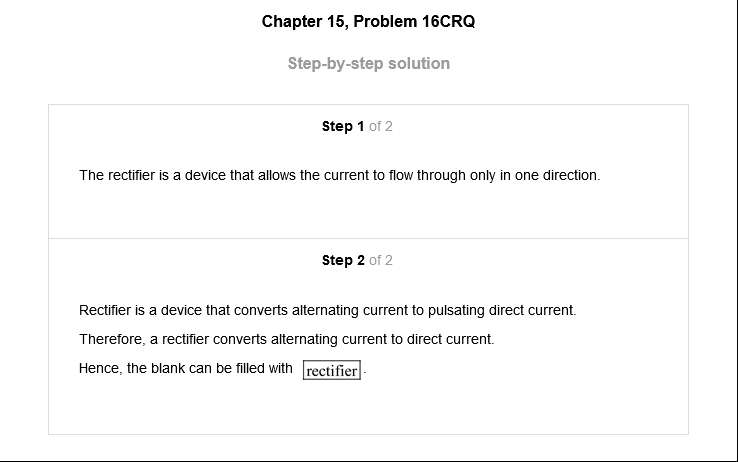 Chapter 15, Problem 16CRQ
Step-by-step solution
Step 1 of 2
The rectifier is a device that allows the current to flow through only in one direction.
Step 2 of 2
Rectifier is a device that converts alternating current to pulsating direct current.
Therefore, a rectifier converts alternating current to direct current.
Hence, the blank can be filled with rectifier.